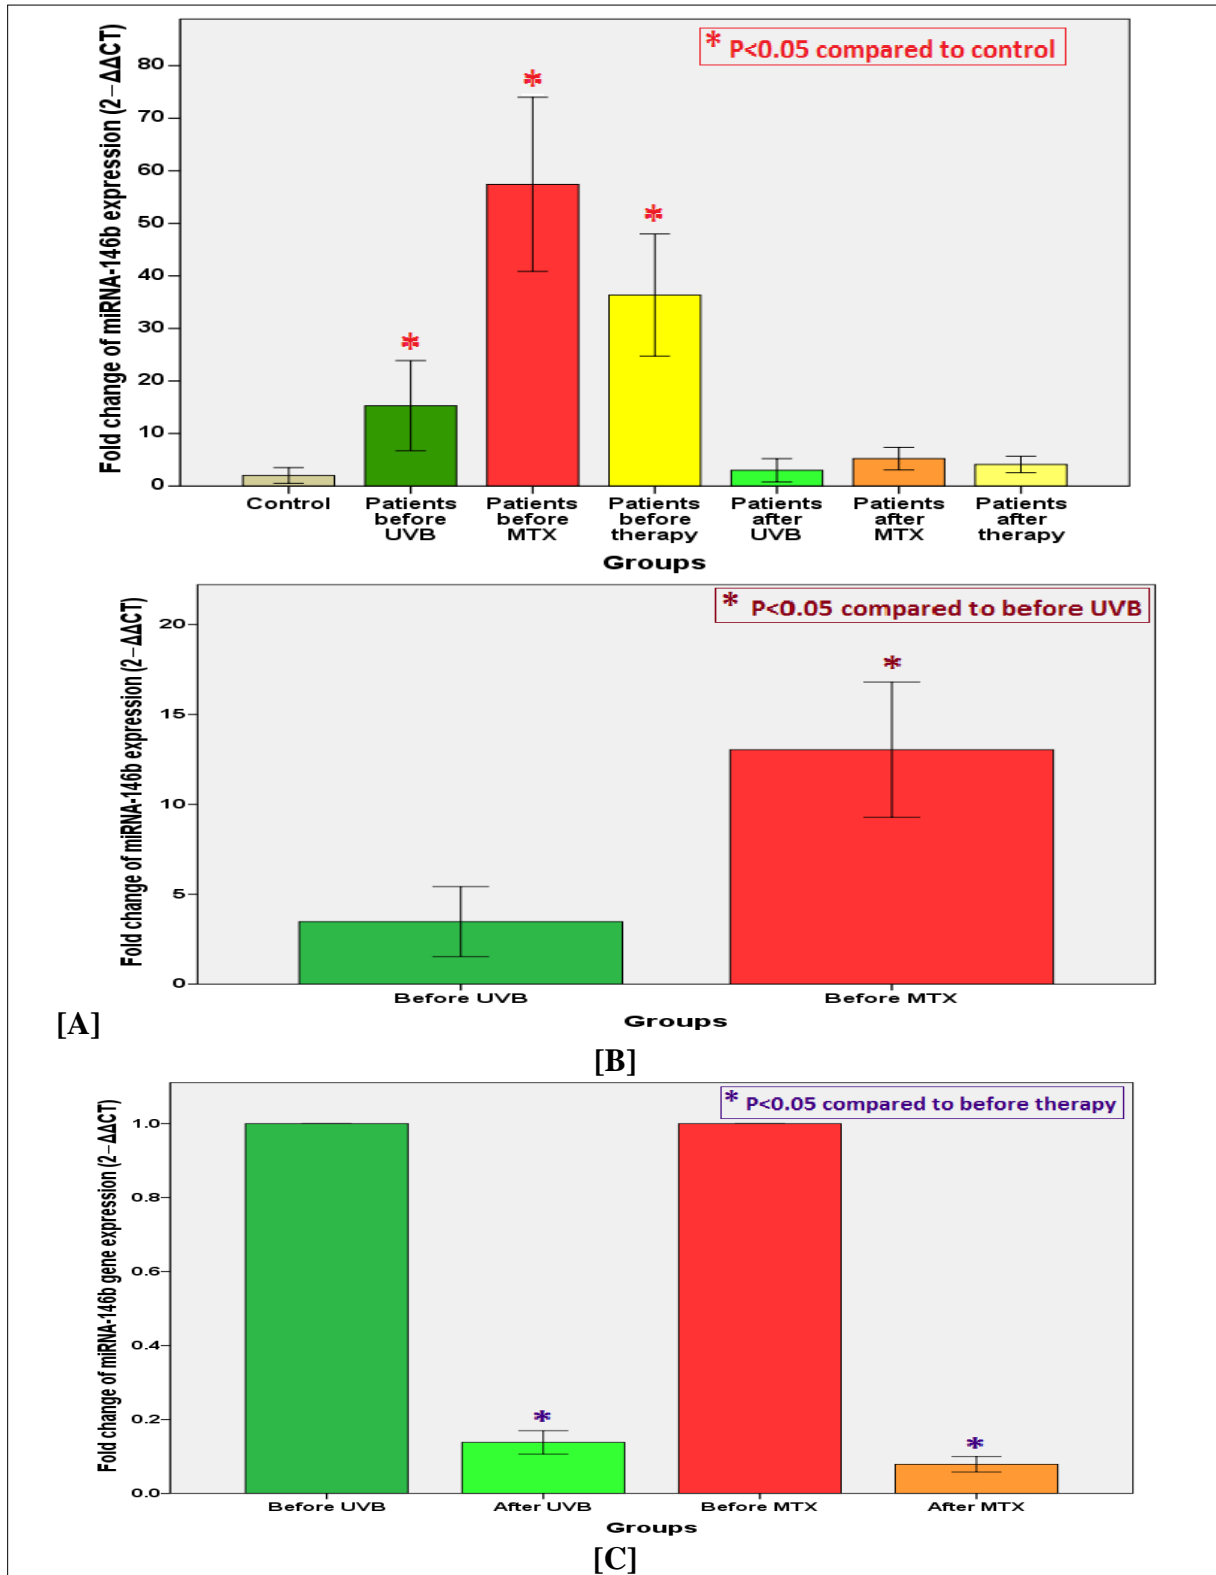 * P<0.05 compared to control
Fold change of miRNA-146b expression (2−ΔΔCT)
80
70
60
50
40
30
20
10
0
* * *
Control
Patients before UVB
Patients before MTX
Patients before therapy
Patients after UVB
Patients after MTX
Patients after therapy
Groups
* P<0.05 compared to before UVB
Fold change of miRNA-146b expression (2−ΔΔCT)
20
15
10
5
0
*
Before UVB
Before MTX
Groups
[A]
[B]
* P<0.05 compared to before therapy
Fold change of miRNA-146b gene expression (2−ΔΔCT)
1.0
0.8
0.6
0.4
0.2
0.0
* *
Before UVB
After UVB
Before MTX
After MTX
Groups
[C]